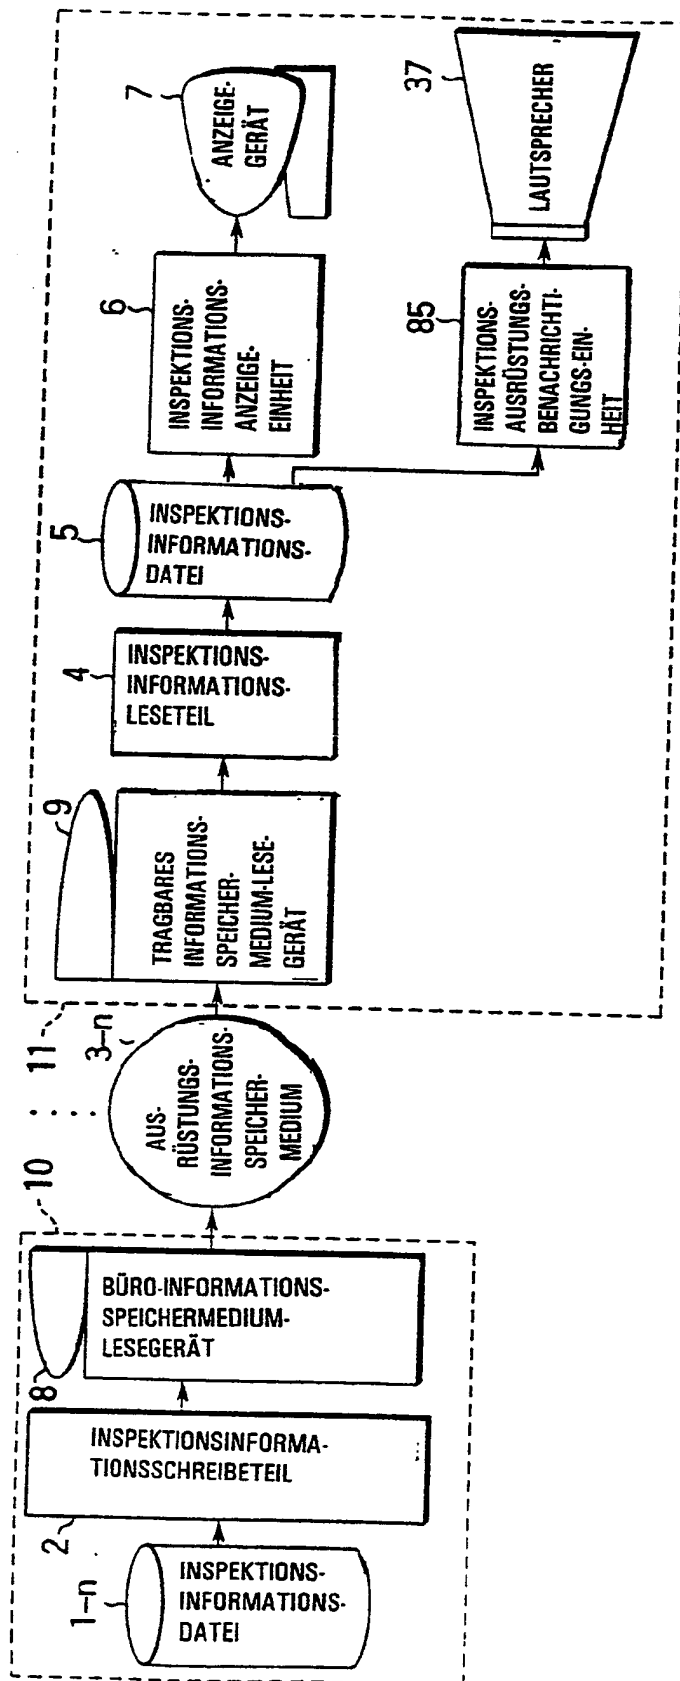 1-n
INSPEKTIONS-
INFORMATIONS-
DATEI
2
INSPEKTIONSINFORMA-
TIONSSCHREIBETEIL
8
BÜRO-INFORMATIONS-
SPEICHERMEDIUM-
LESEGERÄT
10
3-n
AUS-
RÜSTUNGS-
INFORMATIONS-
SPEICHER-
MEDIUM
11
9
TRAGBARES
INFORMATIONS-
SPEICHER-
MEDIUM-LESE-
GERÄT
4
INSPEKTIONS-
INFORMATIONS-
LESETEIL
5
INSPEKTIONS-
INFORMATIONS-
DATEI
6
INSPEKTIONS-
INFORMATIONS-
ANZEIGE-
EINHEIT
7
ANZEIGE-
GERÄT
85
INSPEKTIONS-
AUSRÜSTUNGS-
BENACHRICHTI-
GUNGS-EIN-
HEIT
37
LAUTSPRECHER